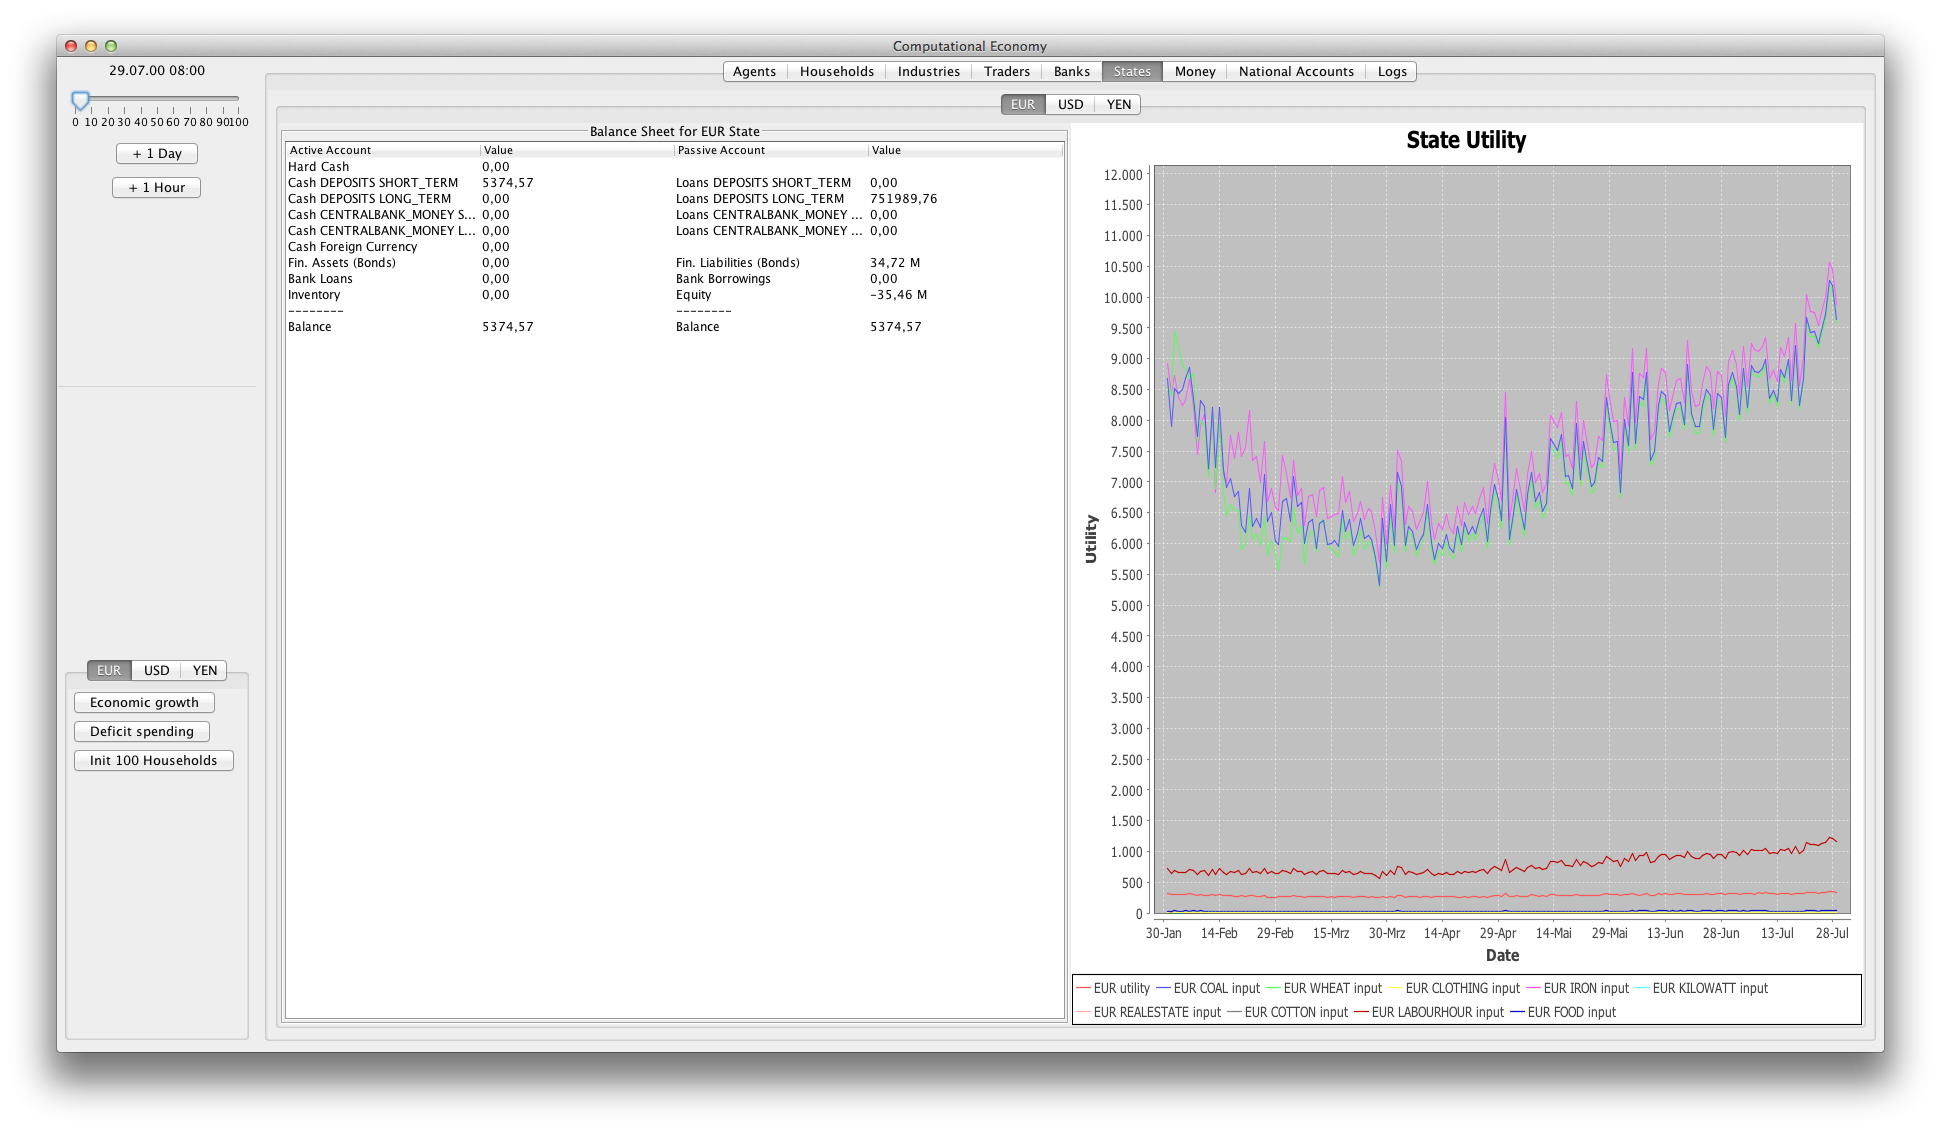 Computational Economy
29.07.00 08:00
0 10 20 30 40 50 60 70 80 90100
+ 1 Day
+ 1 Hour
EUR USD YEN
Economic growth
Deficit spending
Init 100 Households
Agents Households Industries Traders Banks States Money National Accounts Logs
EUR USD YEN
Balance Sheet for EUR State
Active Account Value Passive Account Value
Hard Cash 0,00
Cash DEPOSITS SHORT_TERM 5374,57 Loans DEPOSITS SHORT_TERM 0,00
Cash DEPOSITS LONG_TERM 0,00 Loans DEPOSITS LONG_TERM 751989,76
Cash CENTRALBANK_MONEY S... 0,00 Loans CENTRALBANK_MONEY ... 0,00
Cash CENTRALBANK_MONEY L... 0,00 Loans CENTRALBANK_MONEY ... 0,00
Cash Foreign Currency 0,00
Fin. Assets (Bonds) 0,00 Fin. Liabilities (Bonds) 34,72 M
Bank Loans 0,00 Bank Borrowings 0,00
Inventory 0,00 Equity -35,46 M
-------- --------
Balance 5374,57 Balance 5374,57
State Utility
12.000
11.500
11.000
10.500
10.000
9.500
9.000
8.500
8.000
7.500
7.000
6.500
6.000
5.500
5.000
4.500
4.000
3.500
3.000
2.500
2.000
1.500
1.000
500
0
Utility
30-Jan 14-Feb 29-Feb 15-Mrz 30-Mrz 14-Apr 29-Apr 14-Mai 29-Mai 13-Jun 28-Jun 13-Jul 28-Jul
Date
EUR utility EUR COAL input EUR WHEAT input EUR CLOTHING input EUR IRON input EUR KILOWATT input
EUR REALESTATE input EUR COTTON input EUR LABOURHOUR input EUR FOOD input